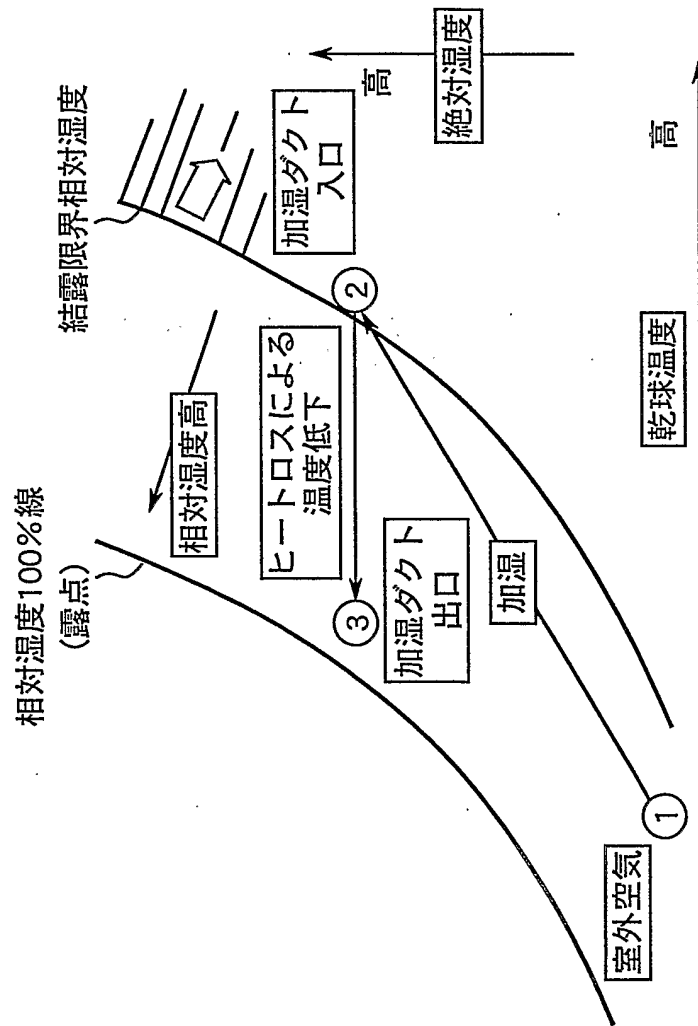 相対湿度100%線
(露点)
結露限界相対湿度
相対湿度高
ヒートロスによる
温度低下
加湿ダクト
入口
高
絶対湿度
②
③
加湿ダクト
出口
加湿
①
室外空気
乾球温度
高